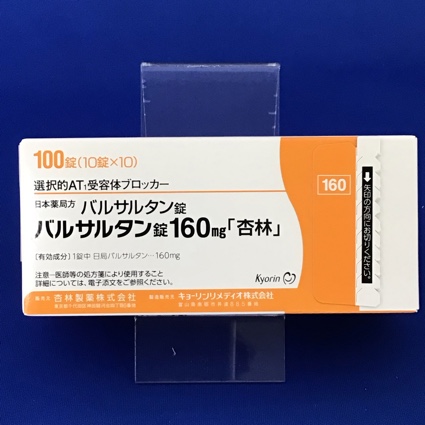 100錠(10錠×10)
選択的AT₁受容体ブロッカー
日本薬局方 バルサルタン錠
バルサルタン錠160mg「杏林」
〔有効成分〕1錠中 日局バルサルタン…160mg
注意−医師等の処方箋により使用すること
詳細については、電子添文をご参照ください。
杏林製薬株式会社
キョーリンリメディオ株式会社
Kyorin
160
矢印の方向にお切りください。